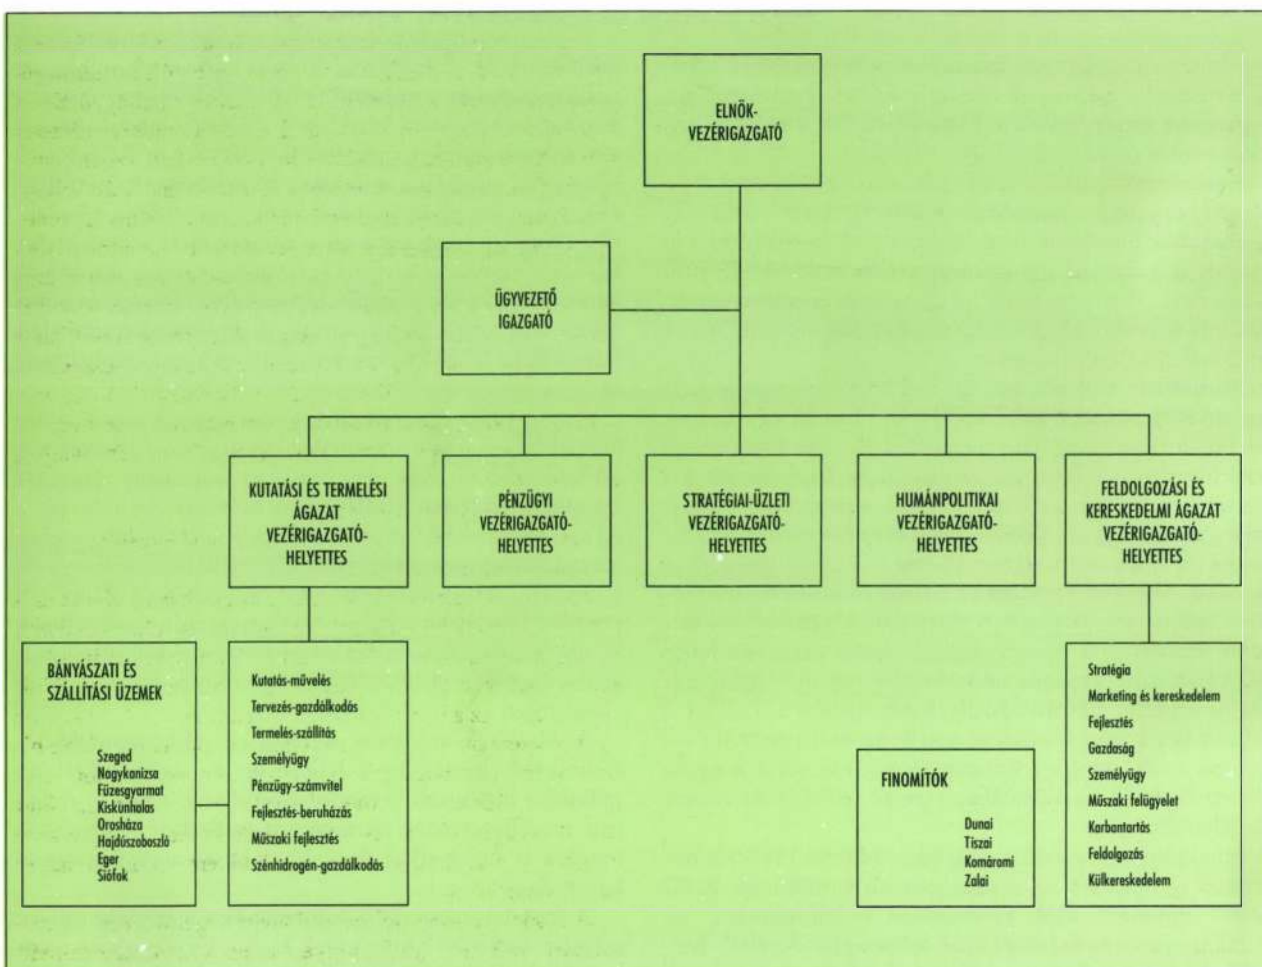 ELNÖK-
VEZÉRIGAZGATÓ
ÜGYVEZETŐ
IGAZGATÓ
KUTATÁSI ÉS TERMELÉSI
ÁGAZAT
VEZÉRIGAZGATÓ-
HELYETTES
PÉNZÜGYI
VEZÉRIGAZGATÓ-
HELYETTES
STRATÉGIAI-ÜZLETI
VEZÉRIGAZGATÓ-
HELYETTES
HUMÁNPOLITIKAI
VEZÉRIGAZGATÓ-
HELYETTES
FELDOLGOZÁSI ÉS
KERESKEDELMI ÁGAZAT
VEZÉRIGAZGATÓ-
HELYETTES
BÁNYÁSZATI ÉS
SZÁLLÍTÁSI ÜZEMEK
Szeged
Nagykanizsa
Füzesgyarmat
Kiskunhalas
Orosháza
Hajdúszoboszló
Eger
Siófok
Kutatás-művelés
Tervezés-gazdálkodás
Termelés-szállítás
Személyügy
Pénzügy-számvitel
Fejlesztés-beruházás
Műszaki fejlesztés
Szénhidrogén-gazdálkodás
FINOMÍTÓK
Dunai
Tiszai
Komáromi
Zalai
Stratégia
Marketing és kereskedelem
Fejlesztés
Gazdaság
Személyügy
Műszaki felügyelet
Karbantartás
Feldolgozás
Külkereskedelem